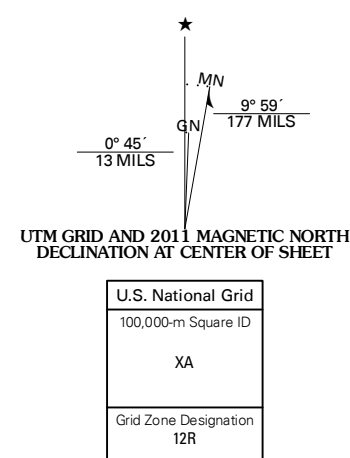 ★
MN
9° 59´
177 MILS
GN
0° 45´
13 MILS
UTM GRID AND 2011 MAGNETIC NORTH
DECLINATION AT CENTER OF SHEET
U.S. National Grid
100,000-m Square ID
XA
Grid Zone Designation
12R